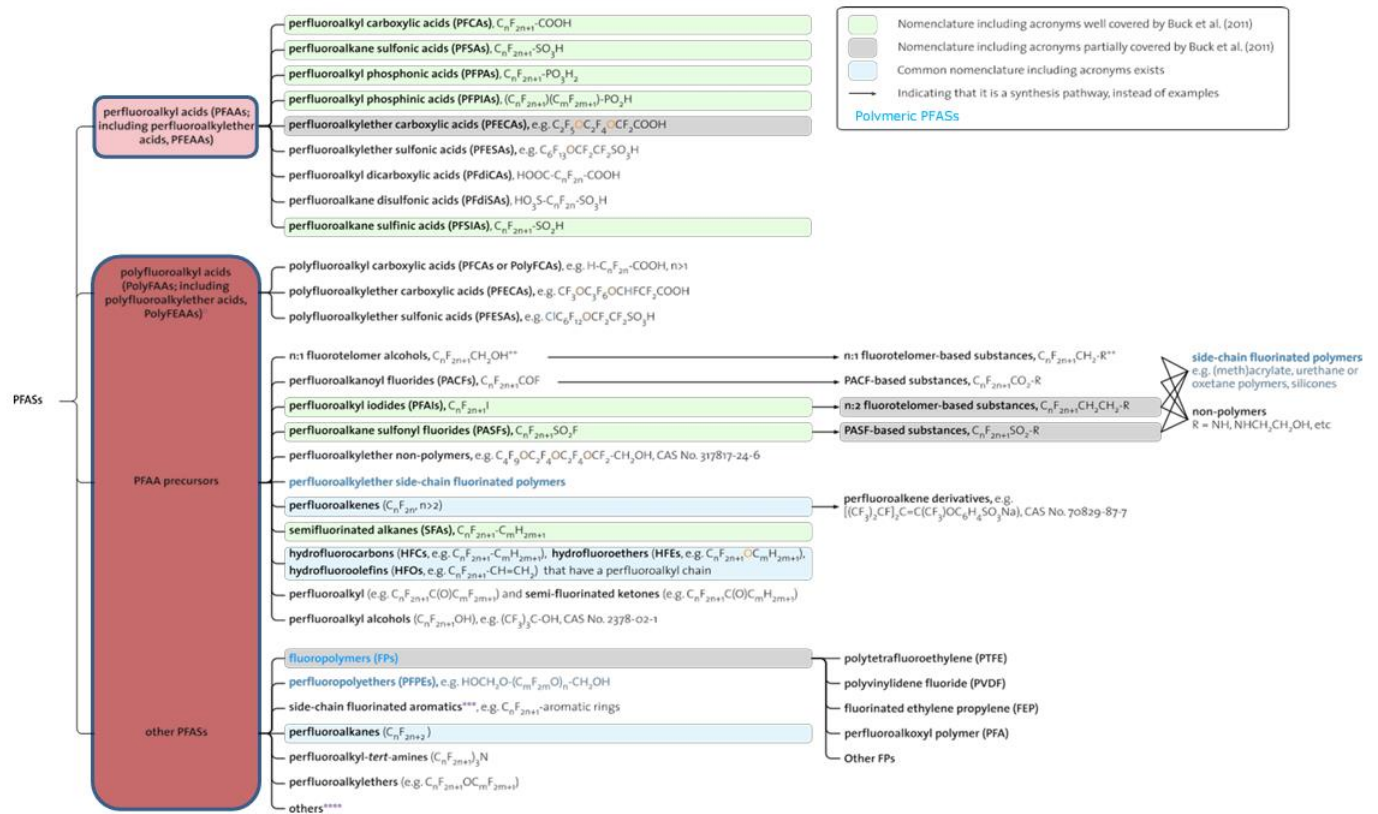 perfluoroalkyl carboxylic acids (PFCAs), CnF2n+1-COOH
perfluoroalkane sulfonic acids (PFSAs), CnF2n+1-SO3H
perfluoroalkyl phosphonic acids (PFPAs), CnF2n+1-PO3H2
perfluoroalkyl phosphinic acids (PFPIAs), (CnF2n+1)(CmF2m+1)-PO2H
perfluoroalkylether carboxylic acids (PFECAs), e.g. C2F5OC2F4OCF2COOH
perfluoroalkylether sulfonic acids (PFESAs), e.g. C6F13OCF2CF2SO3H
perfluoroalkyl dicarboxylic acids (PFdiCAs), HOOC-CnF2n-COOH
perfluoroalkane disulfonic acids (PFdiSAs), HO3S-CnF2n-SO3H
perfluoroalkane sulfinic acids (PFSIAs), CnF2n+1-SO2H
Nomenclature including acronyms well covered by Buck et al. (2011)
Nomenclature including acronyms partially covered by Buck et al. (2011)
Common nomenclature including acronyms exists
Indicating that it is a synthesis pathway, instead of examples
Polymeric PFASs
perfluoroalkyl acids (PFAAs;
including perfluoroalkylether
acids, PFEAAs)
polyfluoroalkyl acids
(PolyFAAs; including
polyfluoroalkylether acids,
PolyFEAAs)*
polyfluoroalkyl carboxylic acids (PFCAs or PolyFCAs), e.g. H-CnF2n-COOH, n>1
polyfluoroalkylether carboxylic acids (PFECAs), e.g. CF3OC3F6OCHFCF2COOH
polyfluoroalkylether sulfonic acids (PFESAs), e.g. ClC6F12OCF2CF2SO3H
PFASs
PFAA precursors
n:1 fluorotelomer alcohols, CnF2n+1CH2OH**
n:1 fluorotelomer-based substances, CnF2n+1CH2-R**
perfluoroalkanoyl fluorides (PACFs), CnF2n+1COF
PACF-based substances, CnF2n+1CO2-R
perfluoroalkyl iodides (PFAIs), CnF2n+1I
n:2 fluorotelomer-based substances, CnF2n+1CH2CH2-R
perfluoroalkane sulfonyl fluorides (PASFs), CnF2n+1SO2F
PASF-based substances, CnF2n+1SO2-R
side-chain fluorinated polymers
e.g. (meth)acrylate, urethane or
oxetane polymers, silicones
non-polymers
R = NH, NHCH2CH2OH, etc
perfluoroalkylether non-polymers, e.g. C4F9OC2F4OC2F4OCF2-CH2OH, CAS No. 317817-24-6
perfluoroalkylether side-chain fluorinated polymers
perfluoroalkenes (CnF2n, n>2)
perfluoroalkene derivatives, e.g.
[(CF3)2CF]2C=C(CF3)OC6H4SO3Na), CAS No. 70829-87-7
semifluorinated alkanes (SFAs), CnF2n+1-CmH2m+1
hydrofluorocarbons (HFCs, e.g. CnF2n+1-CmH2m+1), hydrofluoroethers (HFEs, e.g. CnF2n+1OCmH2m+1),
hydrofluoroolefins (HFOs, e.g. CnF2n+1-CH=CH2) that have a perfluoroalkyl chain
perfluoroalkyl (e.g. CnF2n+1C(O)CmF2m+1) and semi-fluorinated ketones (e.g. CnF2n+1C(O)CmH2m+1)
perfluoroalkyl alcohols (CnF2n+1OH), e.g. (CF3)3C-OH, CAS No. 2378-02-1
other PFASs
fluoropolymers (FPs)
perfluoropolyethers (PFPEs), e.g. HOCH2O-(CmF2mO)n-CH2OH
side-chain fluorinated aromatics***, e.g. CnF2n+1-aromatic rings
perfluoroalkanes (CnF2n+2)
perfluoroalkyl-tert-amines (CnF2n+1)3N
perfluoroalkylethers (e.g. CnF2n+1OCmF2m+1)
others****
polytetrafluoroethylene (PTFE)
polyvinylidene fluoride (PVDF)
fluorinated ethylene propylene (FEP)
perfluoroalkoxyl polymer (PFA)
Other FPs